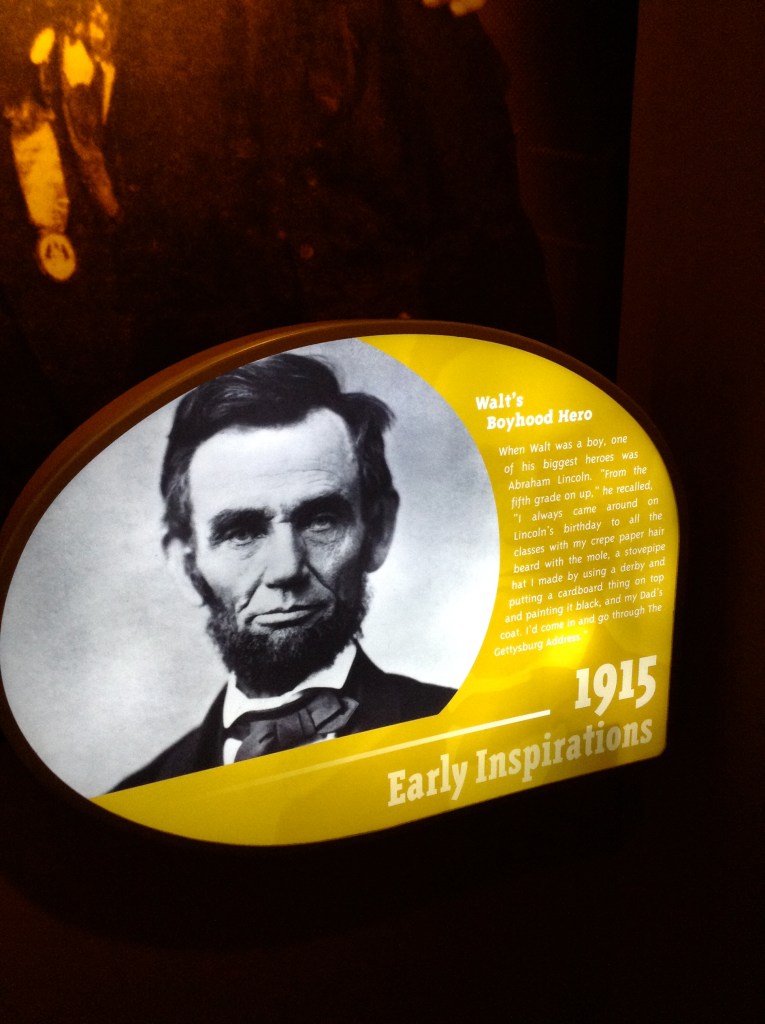 Walt's
Boyhood Hero
When Walt was a boy, one
of his biggest heroes was
Abraham Lincoln. "From the
fifth grade on up," he recalled,
"I always came around on
Lincoln's birthday to all the
classes with my crepe paper hair
beard with the mole, a stovepipe
hat I made by using a derby and
putting a cardboard thing on top
and painting it black, and my Dad's
coat. I'd come in and go through The
Gettysburg Address."
1915
Early Inspirations